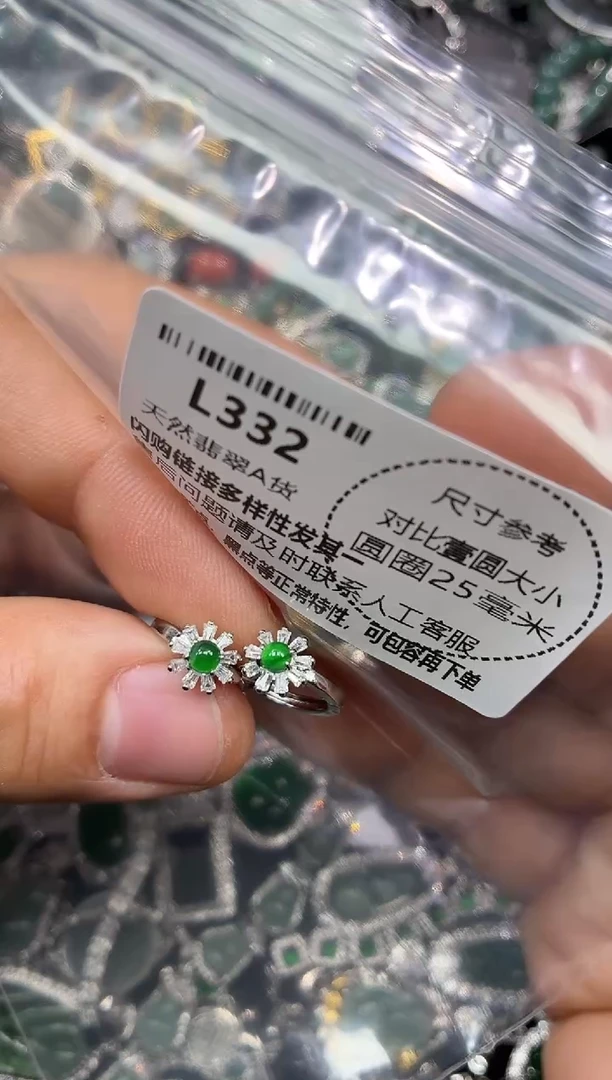 L332
天然翡翠A货
闪购链接多样性发其一
售后问题请及时联系人工客服
黑点等正常特性,可包容再下单
尺寸参考
对比壹圆大小
圆圈25毫米